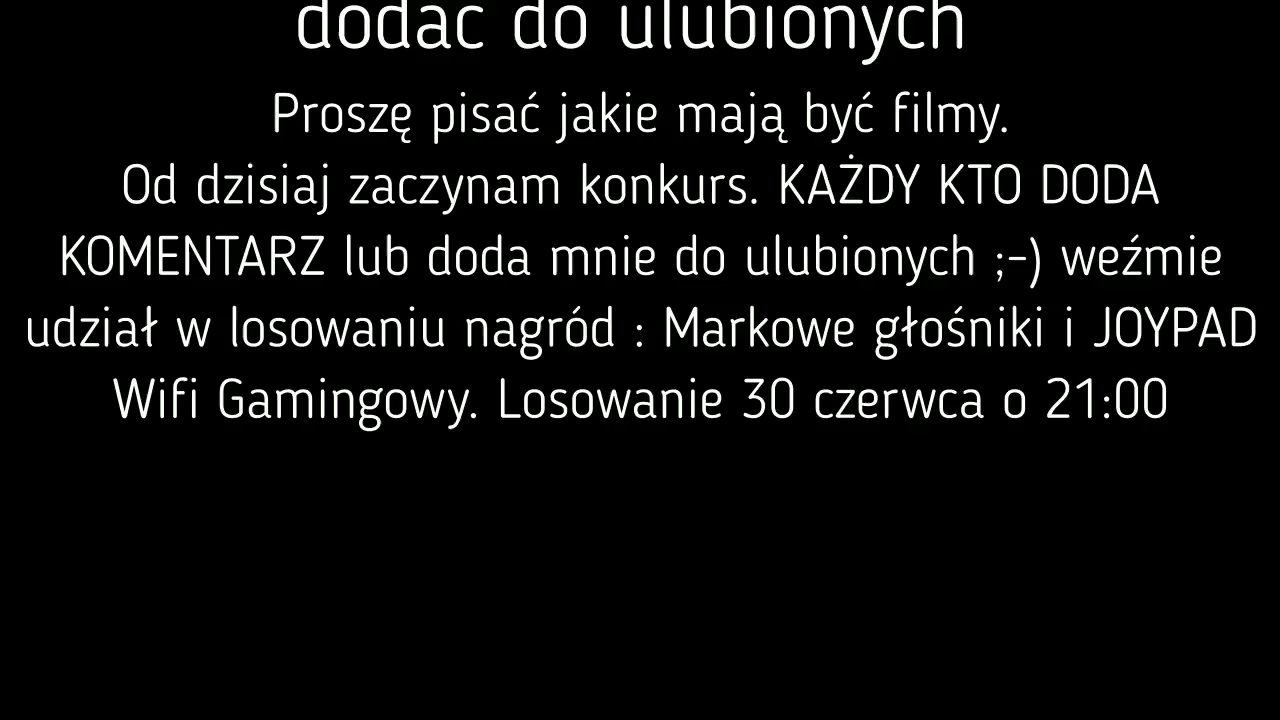 dodać do ulubionych
Proszę pisać jakie mają być filmy.
Od dzisiaj zaczynam konkurs. KAŻDY KTO DODA
KOMENTARZ lub doda mnie do ulubionych ;-) weźmie
udział w losowaniu nagród : Markowe głośniki i JOYPAD
Wifi Gamingowy. Losowanie 30 czerwca o 21:00